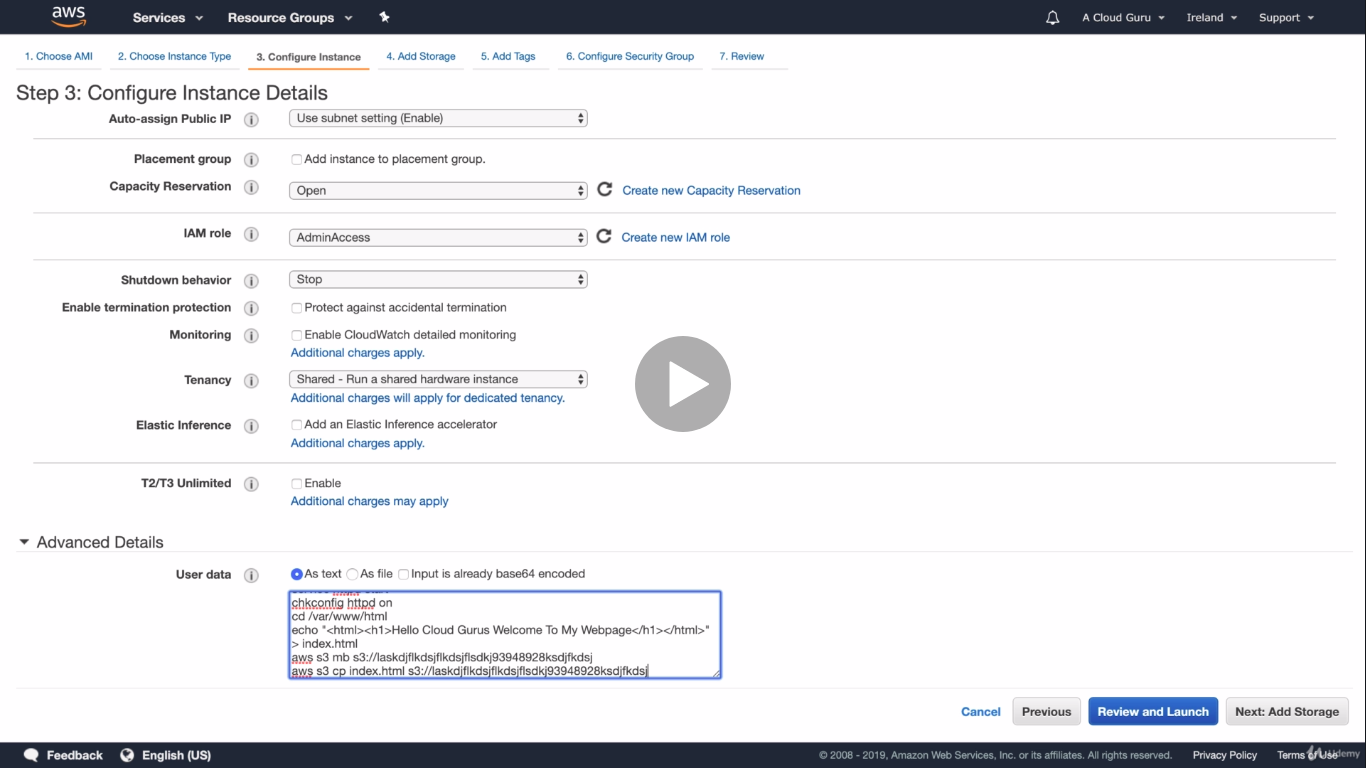 aws Services Resource Groups A Cloud Guru Ireland Support
1. Choose AMI 2. Choose Instance Type 3. Configure Instance 4. Add Storage 5. Add Tags 6. Configure Security Group 7. Review
Step 3: Configure Instance Details
Auto-assign Public IP i Use subnet setting (Enable)
Placement group i Add instance to placement group.
Capacity Reservation i Open Create new Capacity Reservation
IAM role i AdminAccess Create new IAM role
Shutdown behavior i Stop
Enable termination protection i Protect against accidental termination
Monitoring i Enable CloudWatch detailed monitoring
Additional charges apply.
Tenancy i Shared - Run a shared hardware instance
Additional charges will apply for dedicated tenancy.
Elastic Inference i Add an Elastic Inference accelerator
Additional charges apply.
T2/T3 Unlimited i Enable
Additional charges may apply
Advanced Details
User data i As text As file Input is already base64 encoded
chkconfig httpd on
cd /var/www/html
echo "<html><h1>Hello Cloud Gurus Welcome To My Webpage</h1></html>"
> index.html
aws s3 mb s3://laskdjflkdsjflkdsjflsdkj93948928ksdjfkdsj
aws s3 cp index.html s3://laskdjflkdsjflkdsjflsdkj93948928ksdjfkdsj
Cancel Previous Review and Launch Next: Add Storage
Feedback English (US) © 2008 - 2019, Amazon Web Services, Inc. or its affiliates. All rights reserved. Privacy Policy Terms of Use